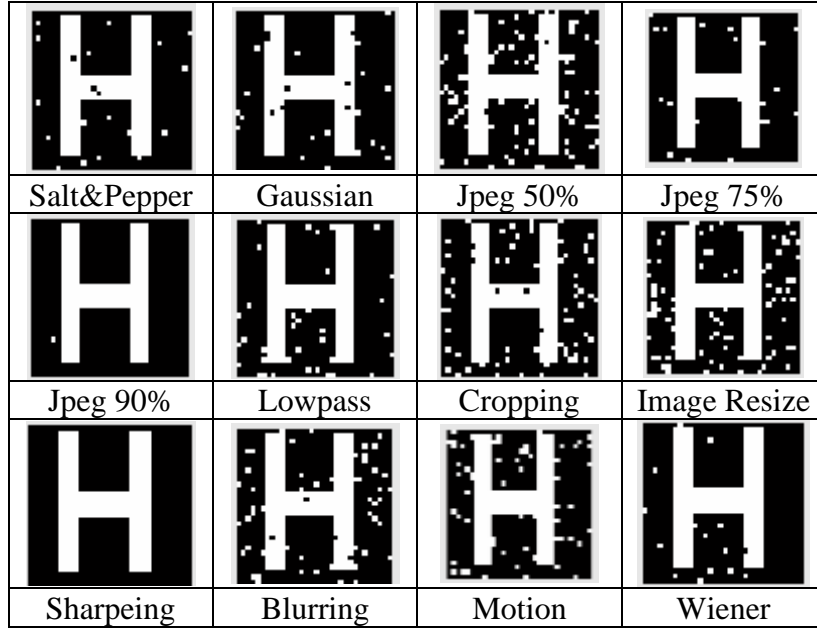 H H H H
Salt&Pepper Gaussian Jpeg 50% Jpeg 75%
H H H H
Jpeg 90% Lowpass Cropping Image Resize
H H H H
Sharpeing Blurring Motion Wiener